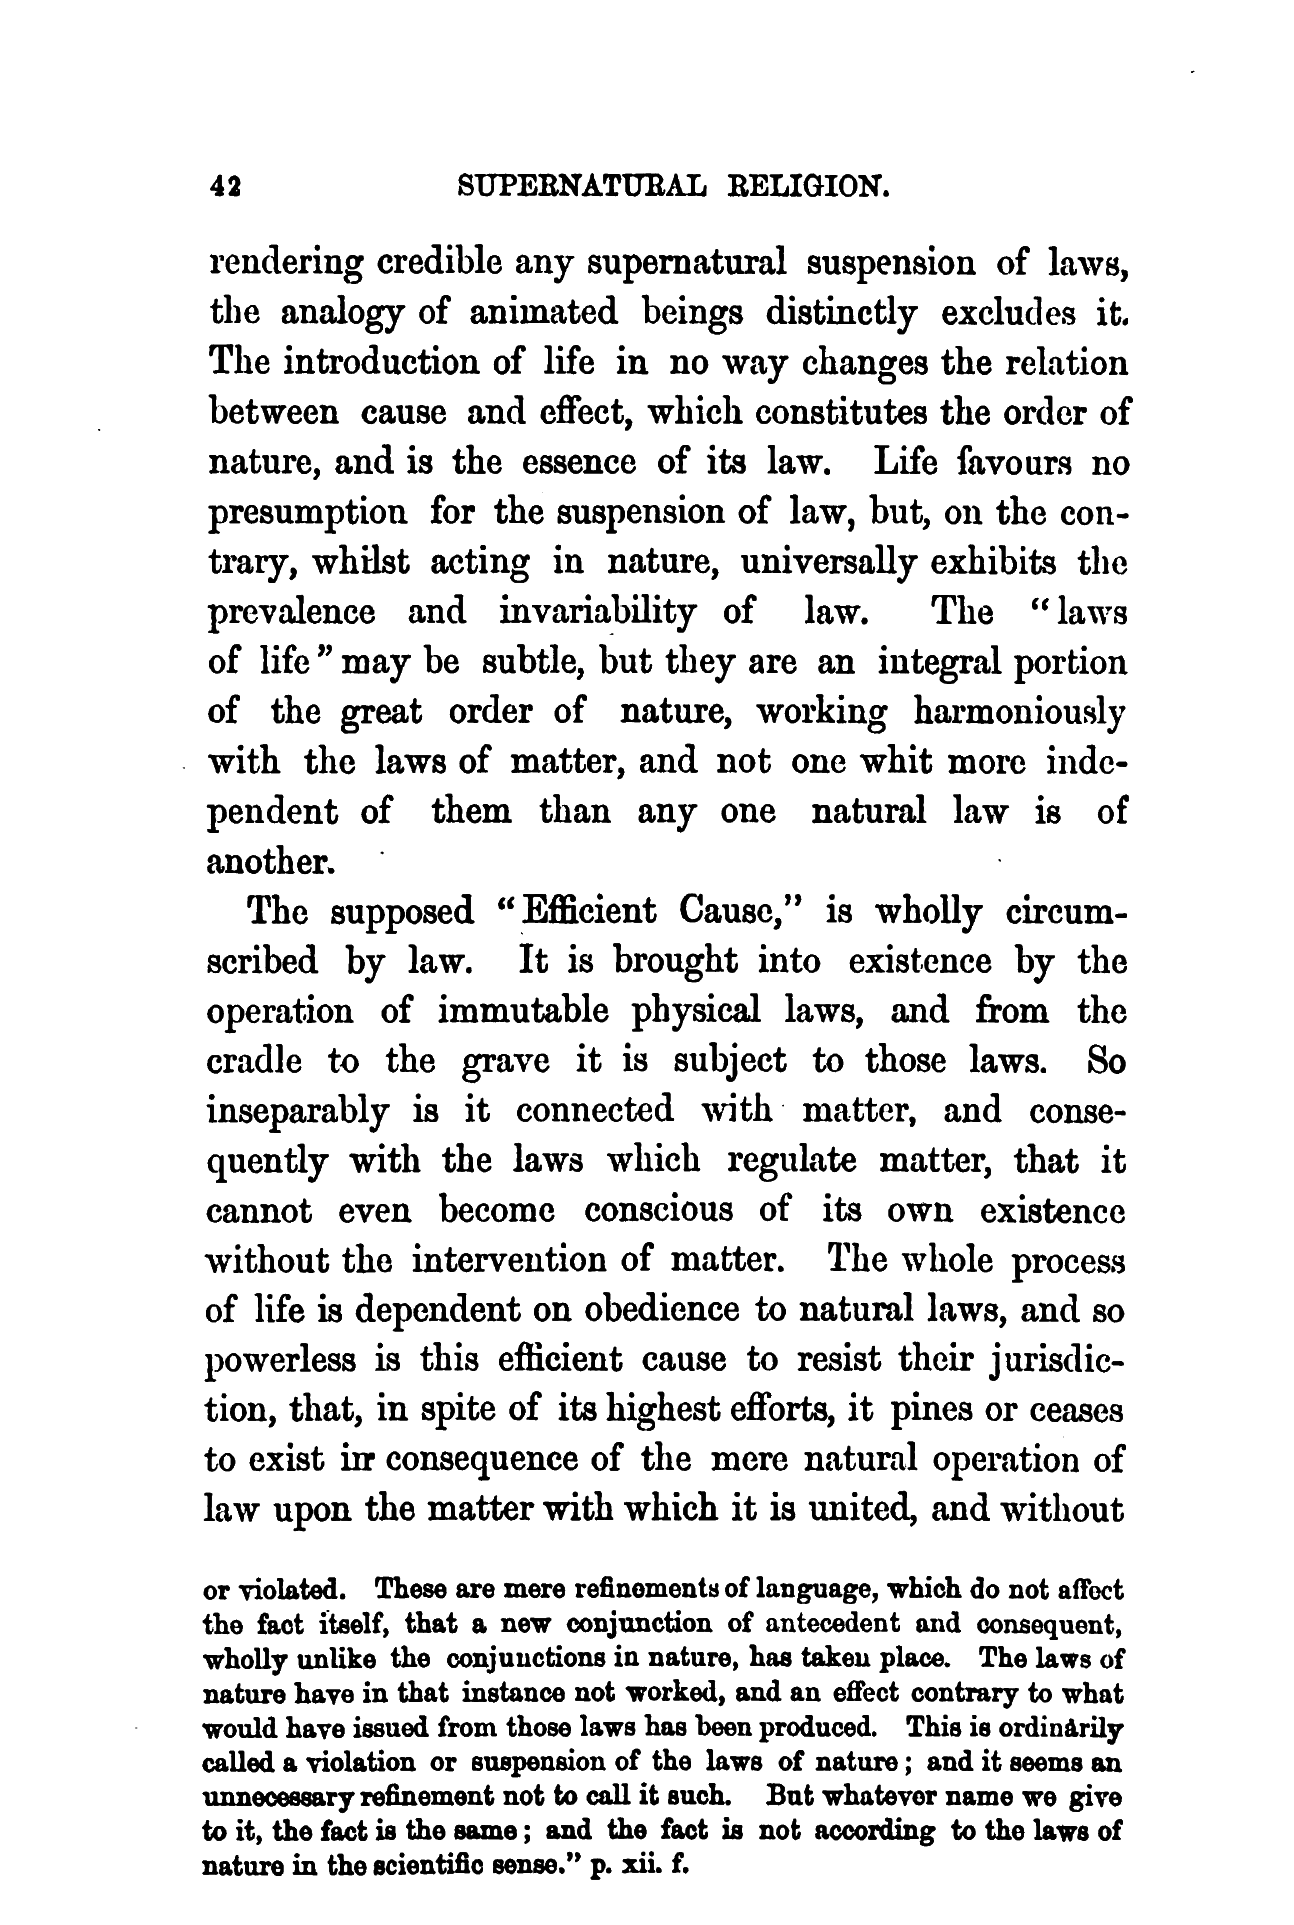 42 SUPERNATURAL RELIGION.
rendering credible any supernatural suspension of laws,
the analogy of animated beings distinctly excludes it.
The introduction of life in no way changes the relation
between cause and effect, which constitutes the order of
nature, and is the essence of its law. Life favours no
presumption for the suspension of law, but, on the con-
trary, whilst acting in nature, universally exhibits the
prevalence and invariability of law. The “laws
of life” may be subtle, but they are an integral portion
of the great order of nature, working harmoniously
with the laws of matter, and not one whit more inde-
pendent of them than any one natural law is of
another.
The supposed “Efficient Cause,” is wholly circum-
scribed by law. It is brought into existence by the
operation of immutable physical laws, and from the
cradle to the grave it is subject to those laws. So
inseparably is it connected with matter, and conse-
quently with the laws which regulate matter, that it
cannot even become conscious of its own existence
without the intervention of matter. The whole process
of life is dependent on obedience to natural laws, and so
powerless is this efficient cause to resist their jurisdic-
tion, that, in spite of its highest efforts, it pines or ceases
to exist in consequence of the mere natural operation of
law upon the matter with which it is united, and without
or violated. These are mere refinements of language, which do not affect
the fact itself, that a new conjunction of antecedent and consequent,
wholly unlike the conjunctions in nature, has taken place. The laws of
nature have in that instance not worked, and an effect contrary to what
would have issued from those laws has been produced. This is ordinarily
called a violation or suspension of the laws of nature; and it seems an
unnecessary refinement not to call it such. But whatever name we give
to it, the fact is the same; and the fact is not according to the laws of
nature in the scientific sense.” p. xii. f.